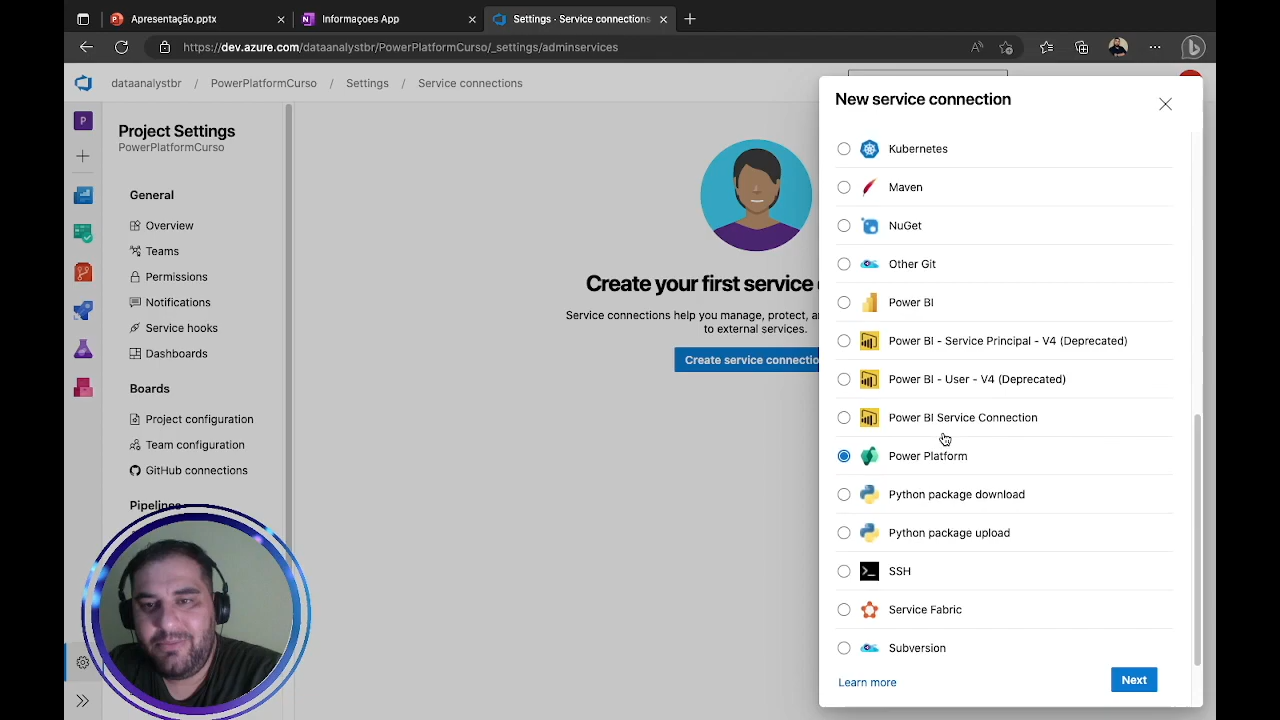 Apresentação.pptx
Informaçoes App
Settings · Service connections
https://dev.azure.com/dataanalystbr/PowerPlatformCurso/_settings/adminservices
dataanalystbr / PowerPlatformCurso / Settings / Service connections
P
Project Settings
PowerPlatformCurso
General
Overview
Teams
Permissions
Notifications
Service hooks
Dashboards
Boards
Project configuration
Team configuration
GitHub connections
Pipelines
Create your first service
Service connections help you manage, protect,
to external services.
Create service connectio
New service connection
Kubernetes
Maven
NuGet
Other Git
Power BI
Power BI - Service Principal - V4 (Deprecated)
Power BI - User - V4 (Deprecated)
Power BI Service Connection
Power Platform
Python package download
Python package upload
SSH
Service Fabric
Subversion
Learn more
Next